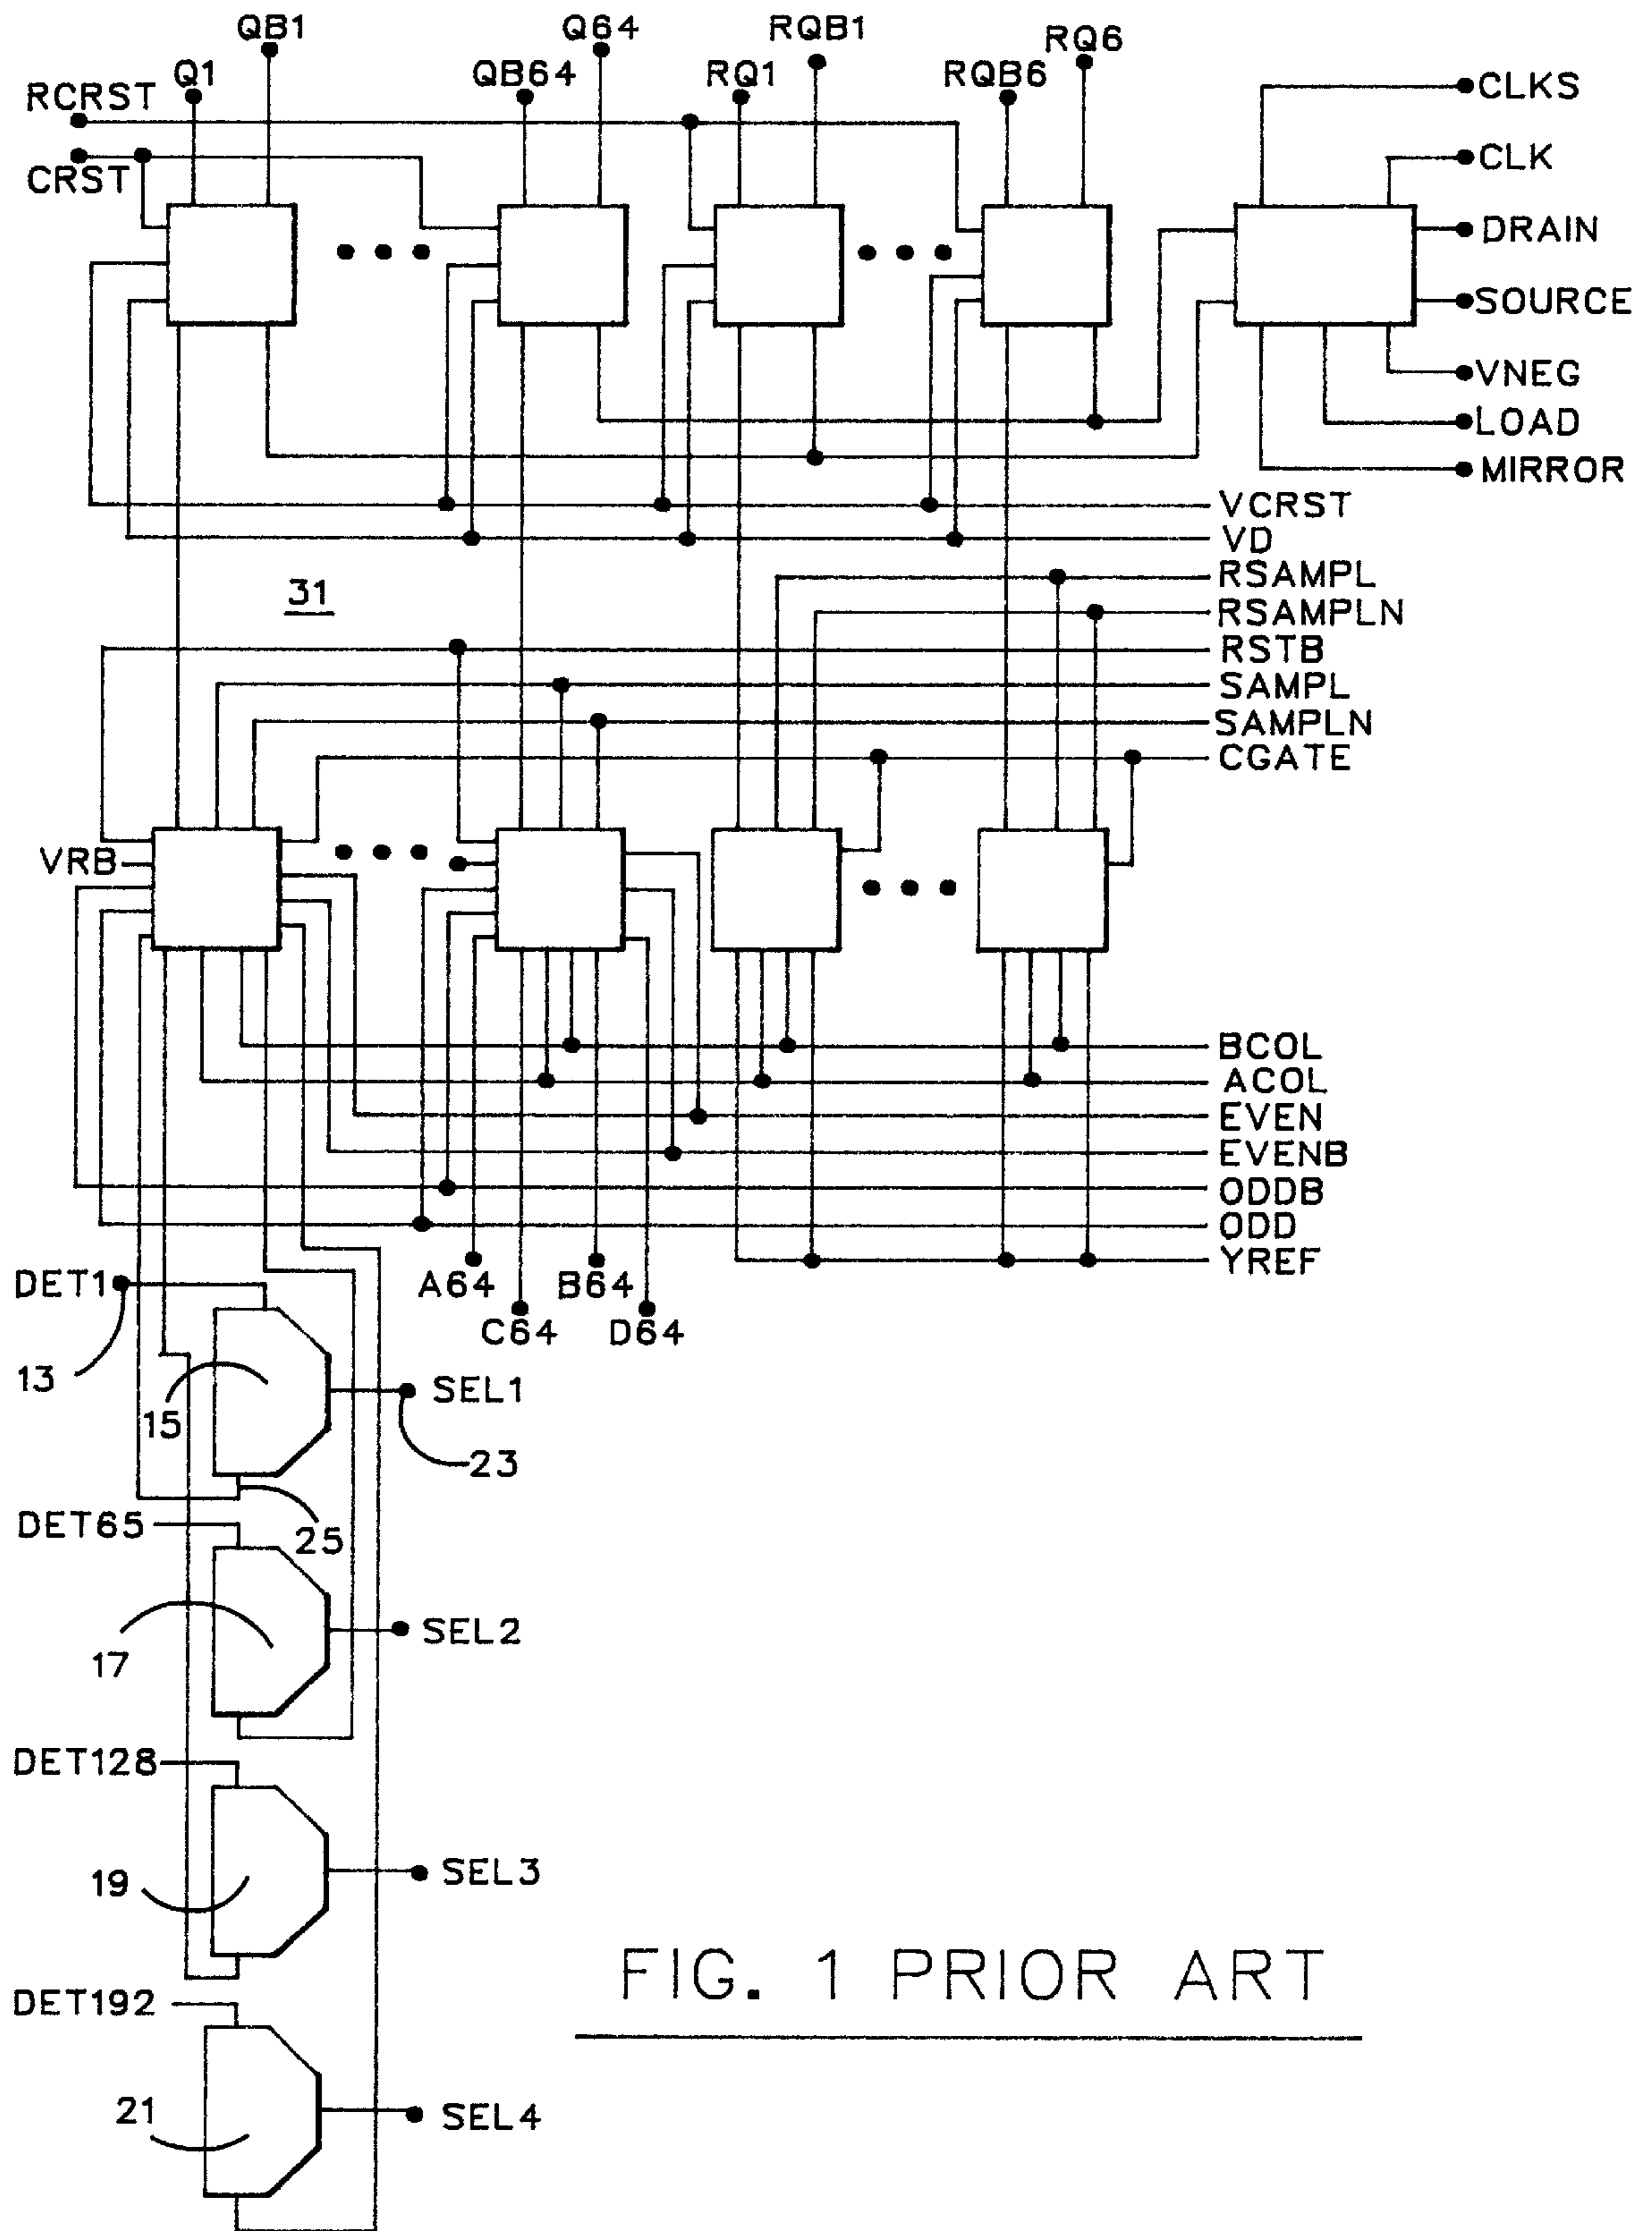 QB1
Q64
RQB1
RQ6
Q1
QB64
RQ1
RQB6
RCRST
CRST
CLKS
CLK
DRAIN
SOURCE
VNEG
LOAD
MIRROR
VCRST
VD
RSAMPL
31
RSAMPLN
RSTB
SAMPL
SAMPLN
CGATE
VRB
BCOL
ACOL
EVEN
EVENB
ODDB
ODD
YREF
DET1
A64
B64
C64
D64
13
SEL1
15
23
DET65
25
SEL2
17
DET128
SEL3
19
FIG. 1 PRIOR ART
DET192
21
SEL4